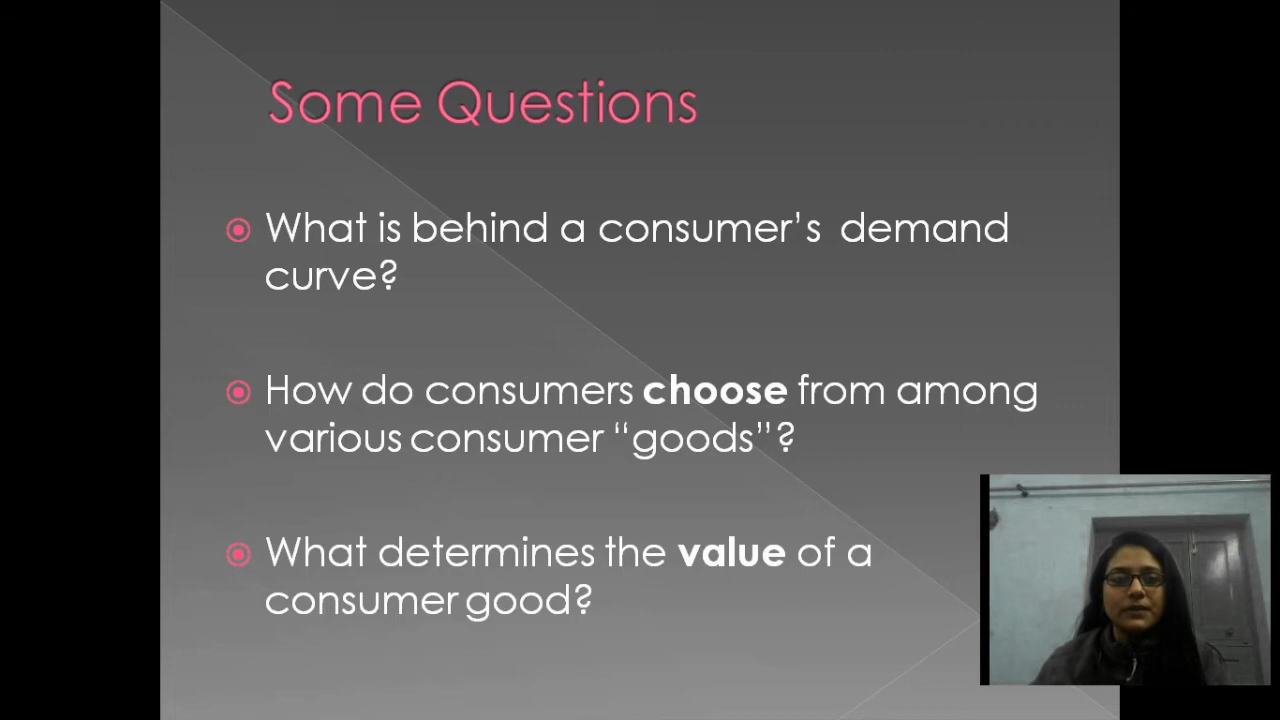 Some Questions
What is behind a consumer's demand
curve?
How do consumers choose from among
various consumer “goods”?
What determines the value of a
consumer good?